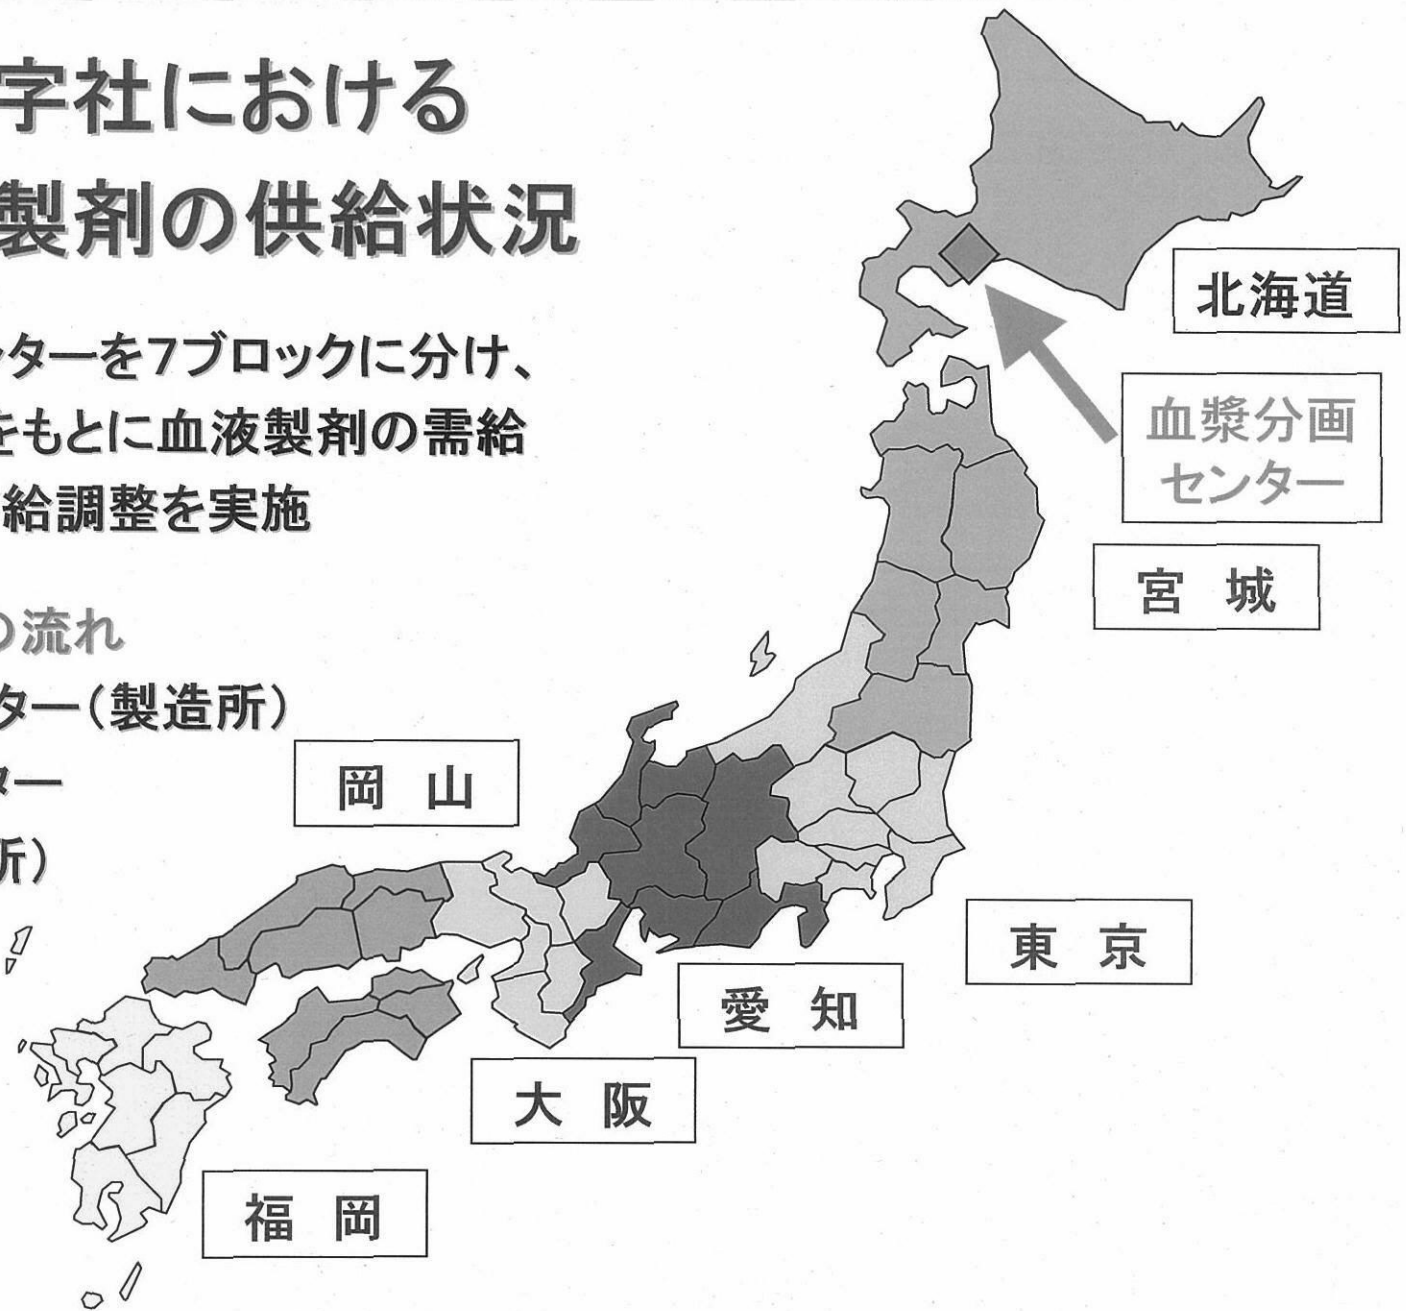 字社における
製剤の供給状況
ンターを7ブロックに分け、
をもとに血液製剤の需給
給調整を実施
の流れ
ター(製造所)
ター
所)
北海道
血漿分画
センター
宮 城
岡 山
東 京
愛 知
大 阪
福 岡